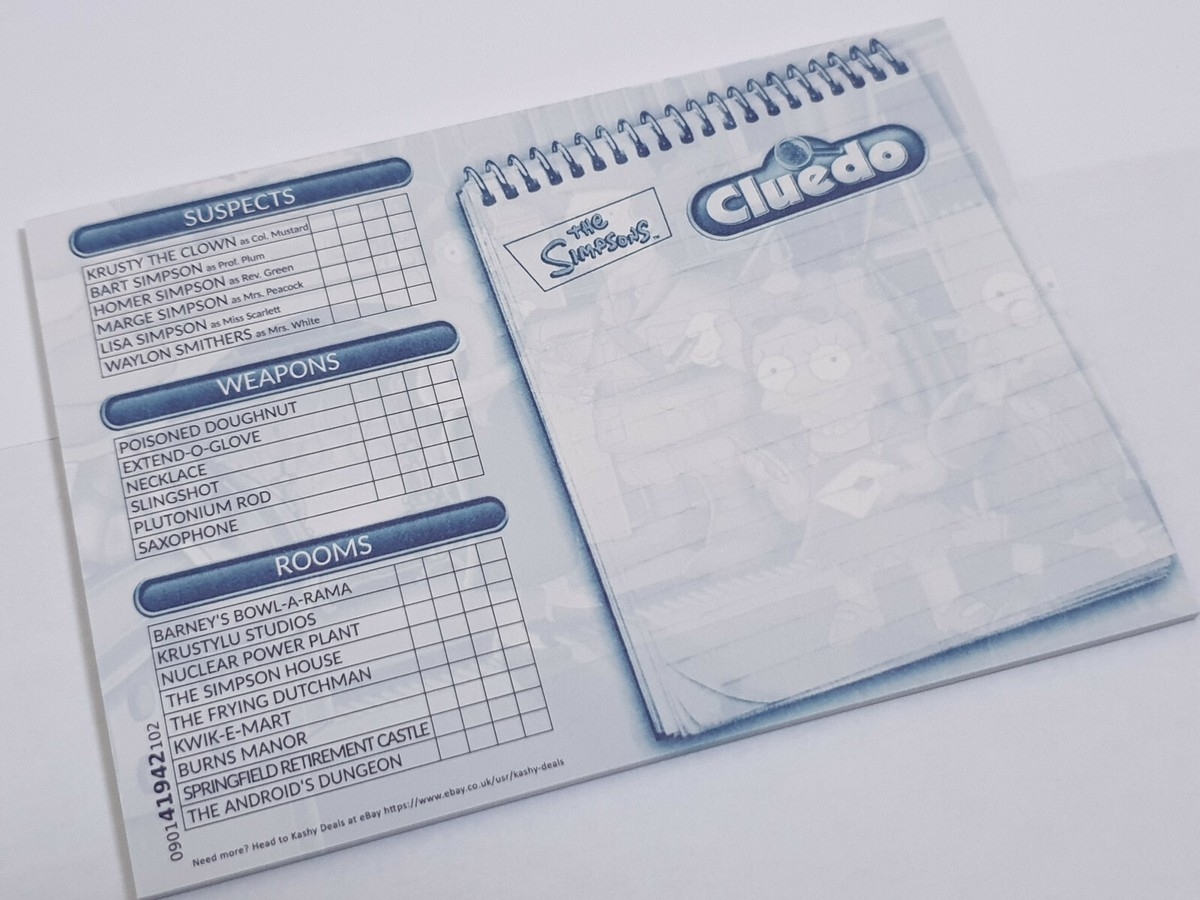 SUSPECTS
KRUSTY THE CLOWN as Col. Mustard
BART SIMPSON as Prof. Plum
HOMER SIMPSON as Rev. Green
MARGE SIMPSON as Mrs. Peacock
LISA SIMPSON as Miss Scarlett
WAYLON SMITHERS as Mrs. White
WEAPONS
POISONED DOUGHNUT
EXTEND-O-GLOVE
NECKLACE
SLINGSHOT
PLUTONIUM ROD
SAXOPHONE
ROOMS
BARNEY'S BOWL-A-RAMA
KRUSTYLU STUDIOS
NUCLEAR POWER PLANT
THE SIMPSON HOUSE
THE FRYING DUTCHMAN
KWIK-E-MART
BURNS MANOR
SPRINGFIELD RETIREMENT CASTLE
THE ANDROID'S DUNGEON
090141942102
Need more? Head to Kashy Deals at eBay https://www.ebay.co.uk/usr/kashy-deals
THE
SIMPSONS™
Cluedo